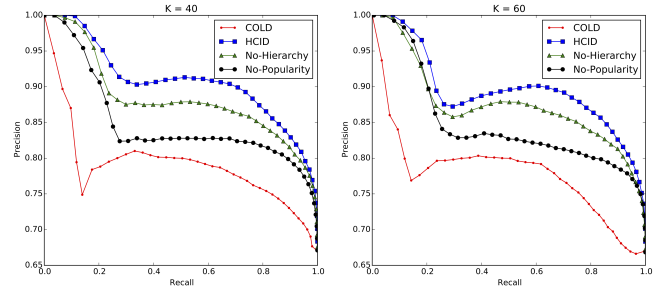 K = 40
COLD
HCID
No-Hierarchy
No-Popularity
Precision
1.00
0.95
0.90
0.85
0.80
0.75
0.70
0.65
0.0 0.2 0.4 0.6 0.8 1.0
Recall
K = 60
COLD
HCID
No-Hierarchy
No-Popularity
Precision
1.00
0.95
0.90
0.85
0.80
0.75
0.70
0.65
0.0 0.2 0.4 0.6 0.8 1.0
Recall